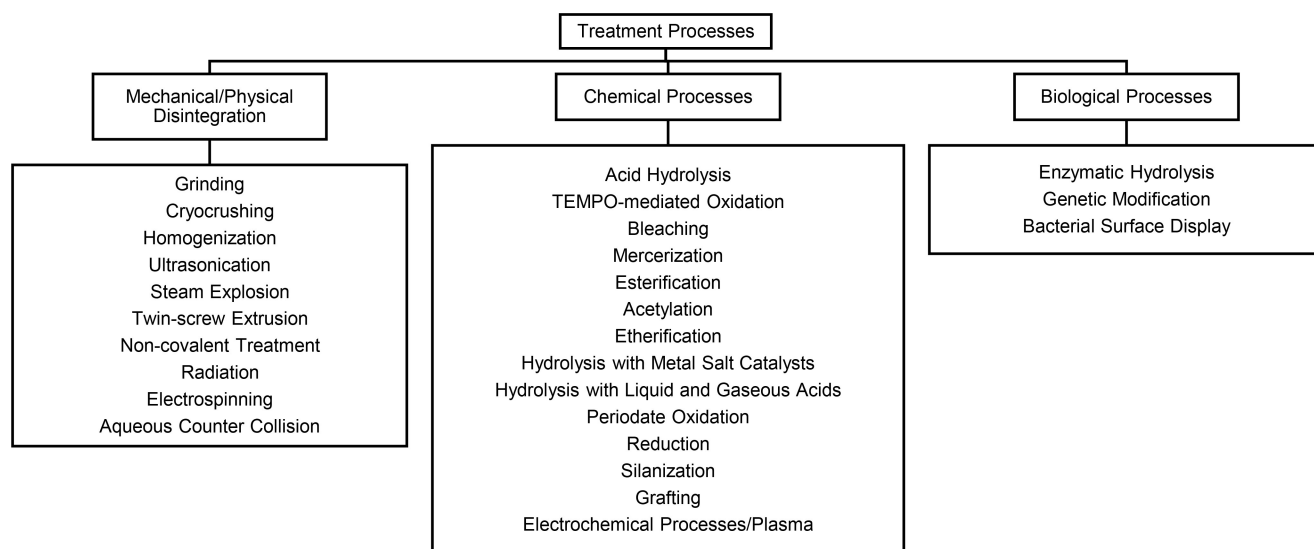 Treatment Processes
Mechanical/Physical
Disintegration
Grinding
Cryocrushing
Homogenization
Ultrasonication
Steam Explosion
Twin-screw Extrusion
Non-covalent Treatment
Radiation
Electrospinning
Aqueous Counter Collision
Chemical Processes
Acid Hydrolysis
TEMPO-mediated Oxidation
Bleaching
Mercerization
Esterification
Acetylation
Etherification
Hydrolysis with Metal Salt Catalysts
Hydrolysis with Liquid and Gaseous Acids
Periodate Oxidation
Reduction
Silanization
Grafting
Electrochemical Processes/Plasma
Biological Processes
Enzymatic Hydrolysis
Genetic Modification
Bacterial Surface Display